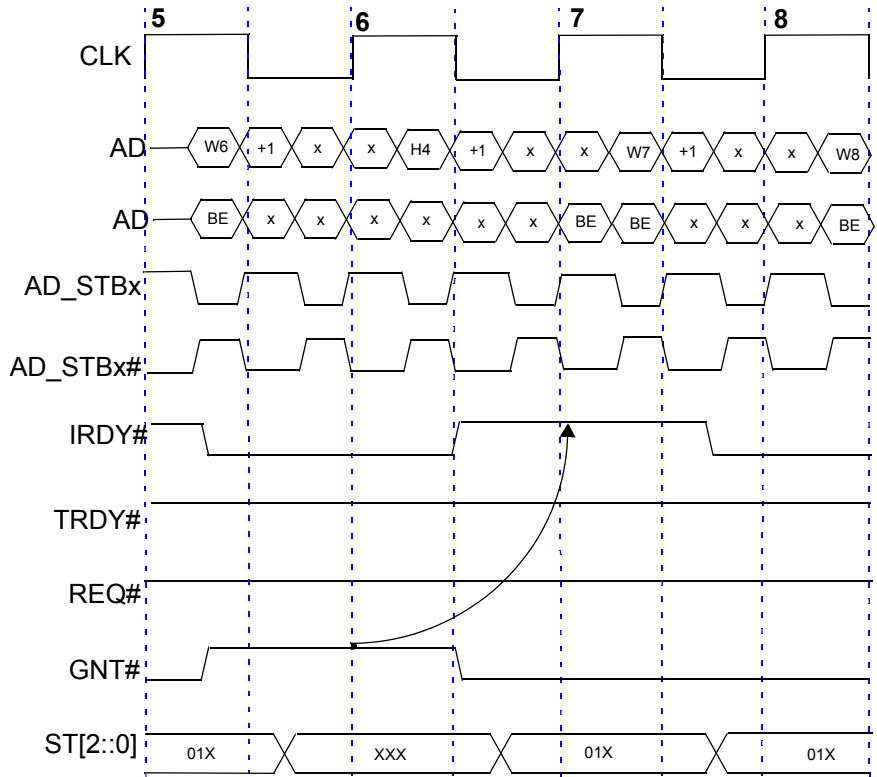 5 6 7 8
CLK
AD W6 +1 x x H4 +1 x x W7 +1 x x W8
AD BE x x x x x x BE BE x x x BE
AD_STBx
AD_STBx#
IRDY#
TRDY#
REQ#
GNT#
ST[2::0] 01X XXX 01X 01X